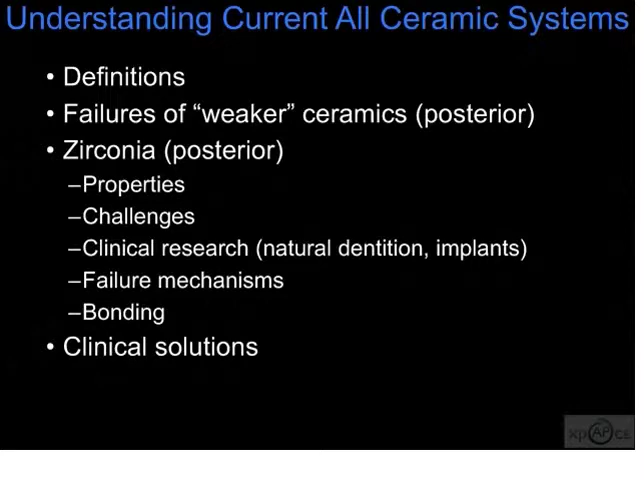 Understanding Current All Ceramic Systems
• Definitions
• Failures of “weaker” ceramics (posterior)
• Zirconia (posterior)
–Properties
–Challenges
–Clinical research (natural dentition, implants)
–Failure mechanisms
–Bonding
• Clinical solutions
xpAPce